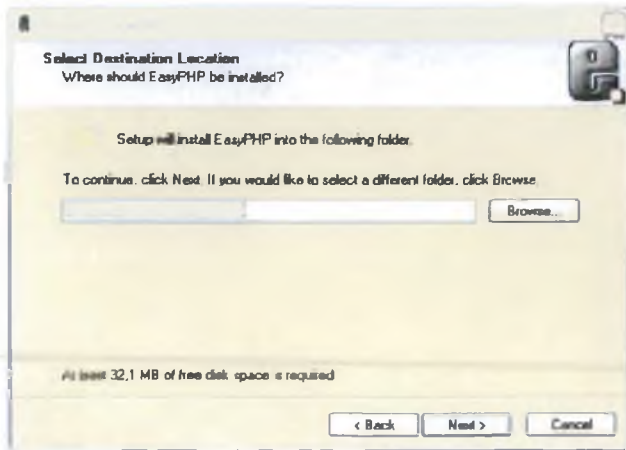 Select Destination Location
Where should EasyPHP be installed?
e
Setup will install EasyPHP into the following folder.
To continue, click Next. If you would like to select a different folder, click Browse.
Browse...
At least 32,1 MB of free disk space is required
< Back Next > Cancel